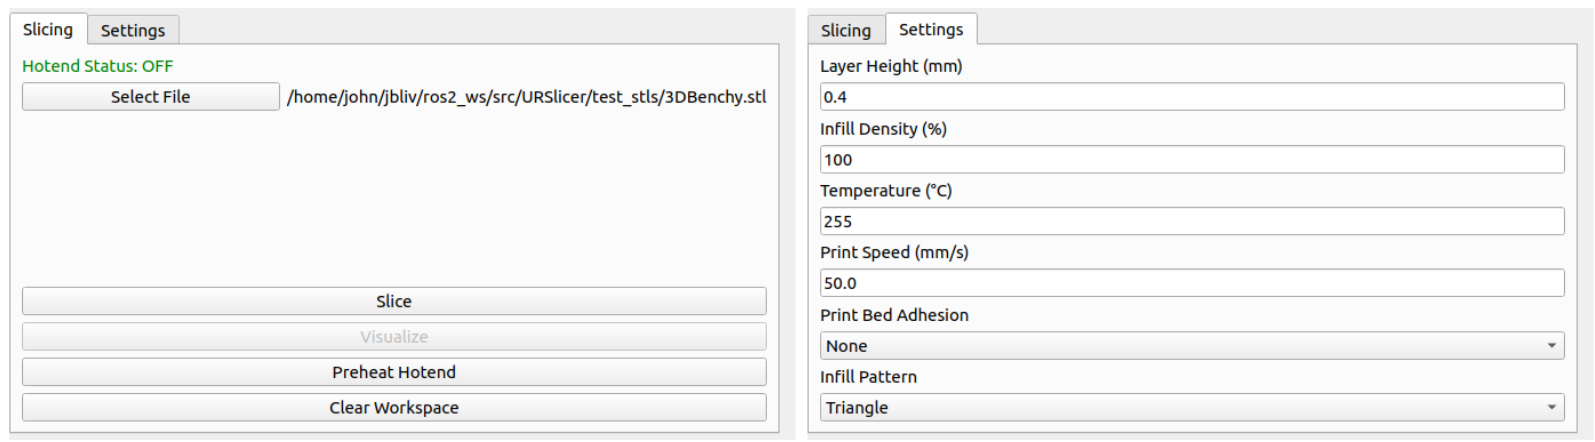 Slicing Settings
Hotend Status: OFF
Select File /home/john/jbliv/ros2_ws/src/URSlicer/test_stls/3DBenchy.stl
Slice
Visualize
Preheat Hotend
Clear Workspace
Slicing Settings
Layer Height (mm)
0.4
Infill Density (%)
100
Temperature (°C)
255
Print Speed (mm/s)
50.0
Print Bed Adhesion
None
Infill Pattern
Triangle